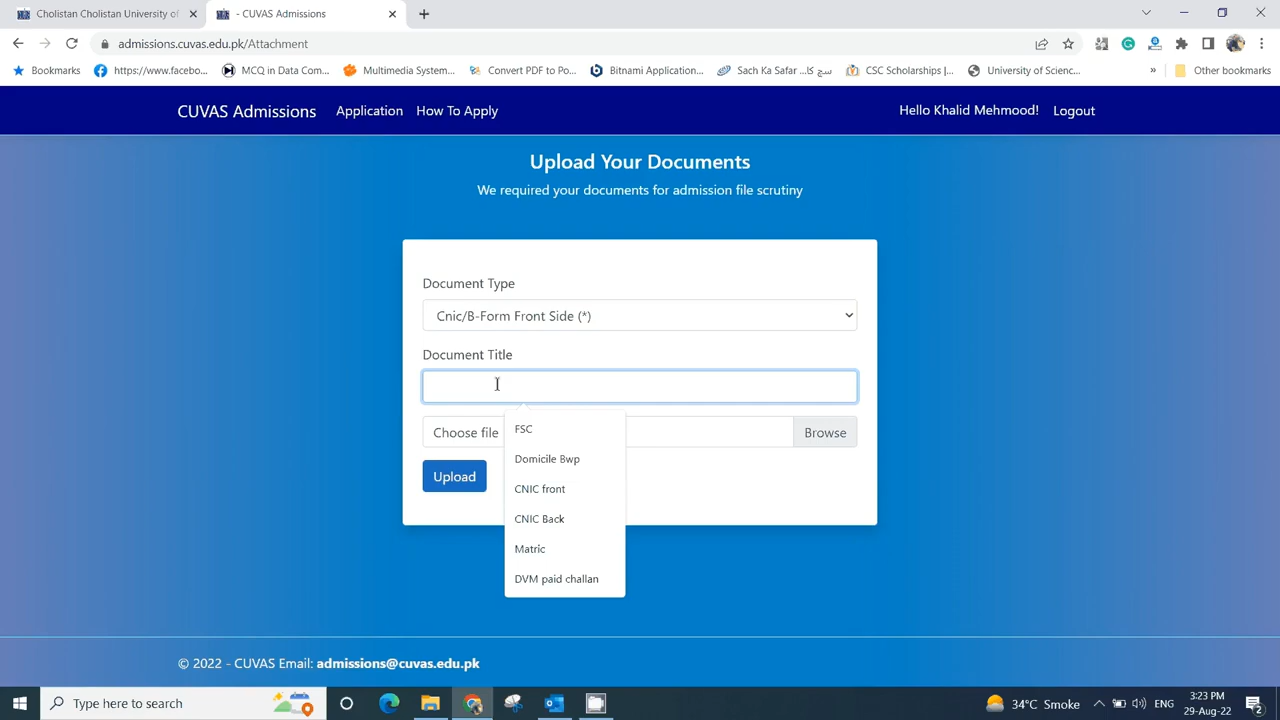 Cholistan Cholistan University of
- CUVAS Admissions
admissions.cuvas.edu.pk/Attachment
Bookmarks
https://www.facebo...
MCQ in Data Com...
Multimedia System...
Convert PDF to Po...
Bitnami Application...
Sach Ka Safar سچ کا...
CSC Scholarships |...
University of Scienc...
»
Other bookmarks
CUVAS Admissions
Application
How To Apply
Hello Khalid Mehmood!
Logout
Upload Your Documents
We required your documents for admission file scrutiny
Document Type
Cnic/B-Form Front Side (*)
Document Title
Choose file
Browse
Upload
FSC
Domicile Bwp
CNIC front
CNIC Back
Matric
DVM paid challan
© 2022 - CUVAS Email: admissions@cuvas.edu.pk
Type here to search
34°C Smoke
ENG
3:23 PM
29-Aug-22
2